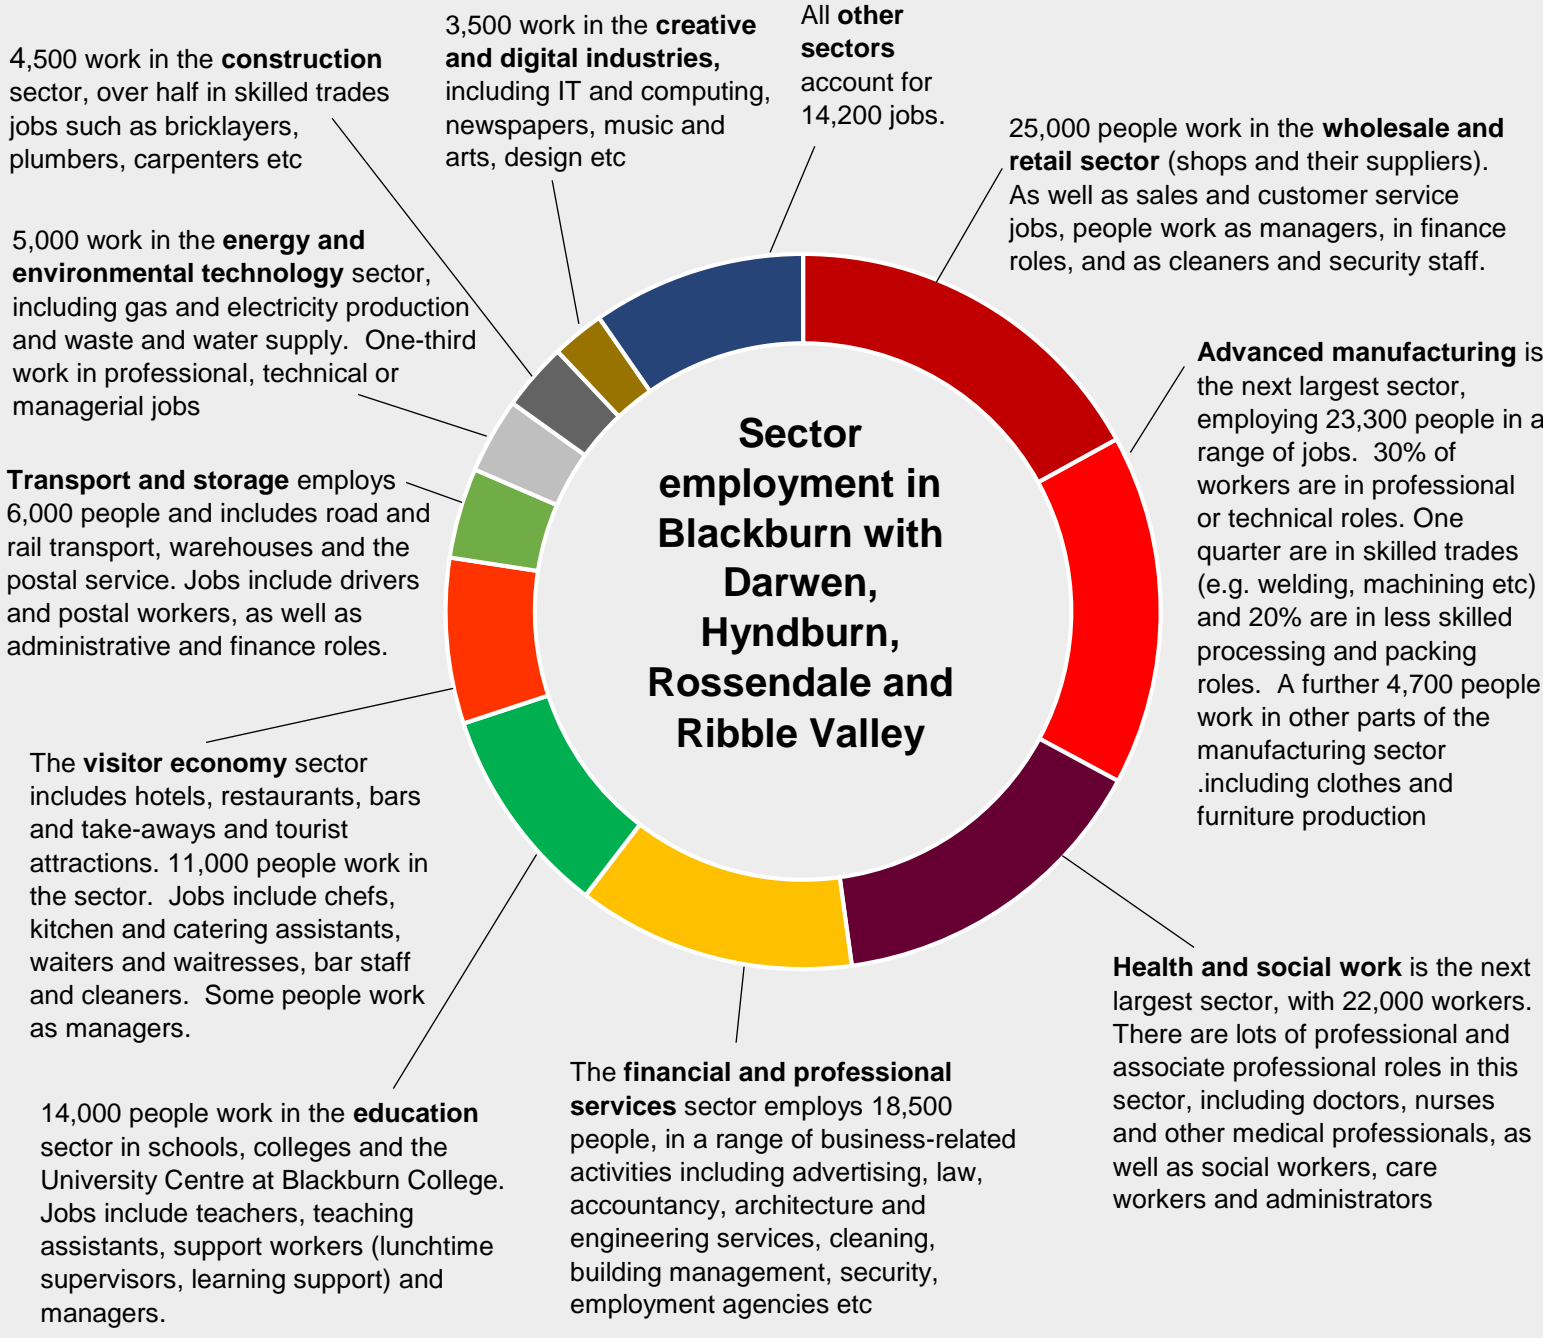 4,500 work in the construction
sector, over half in skilled trades
jobs such as bricklayers,
plumbers, carpenters etc
3,500 work in the creative
and digital industries,
including IT and computing,
newspapers, music and
arts, design etc
All other
sectors
account for
14,200 jobs.
25,000 people work in the wholesale and
retail sector (shops and their suppliers).
As well as sales and customer service
jobs, people work as managers, in finance
roles, and as cleaners and security staff.
5,000 work in the energy and
environmental technology sector,
including gas and electricity production
and waste and water supply.  One-third
work in professional, technical or
managerial jobs
Advanced manufacturing is
the next largest sector,
employing 23,300 people in a
range of jobs.  30% of
workers are in professional
or technical roles. One
quarter are in skilled trades
(e.g. welding, machining etc)
and 20% are in less skilled
processing and packing
roles.  A further 4,700 people
work in other parts of the
manufacturing sector
.including clothes and
furniture production
Sector
employment in
Blackburn with
Darwen,
Hyndburn,
Rossendale and
Ribble Valley
Transport and storage employs
6,000 people and includes road and
rail transport, warehouses and the
postal service. Jobs include drivers
and postal workers, as well as
administrative and finance roles.
The visitor economy sector
includes hotels, restaurants, bars
and take-aways and tourist
attractions. 11,000 people work in
the sector.  Jobs include chefs,
kitchen and catering assistants,
waiters and waitresses, bar staff
and cleaners.  Some people work
as managers.
Health and social work is the next
largest sector, with 22,000 workers.
There are lots of professional and
associate professional roles in this
sector, including doctors, nurses
and other medical professionals, as
well as social workers, care
workers and administrators
The financial and professional
services sector employs 18,500
people, in a range of business-related
activities including advertising, law,
accountancy, architecture and
engineering services, cleaning,
building management, security,
employment agencies etc
14,000 people work in the education
sector in schools, colleges and the
University Centre at Blackburn College.
Jobs include teachers, teaching
assistants, support workers (lunchtime
supervisors, learning support) and
managers.